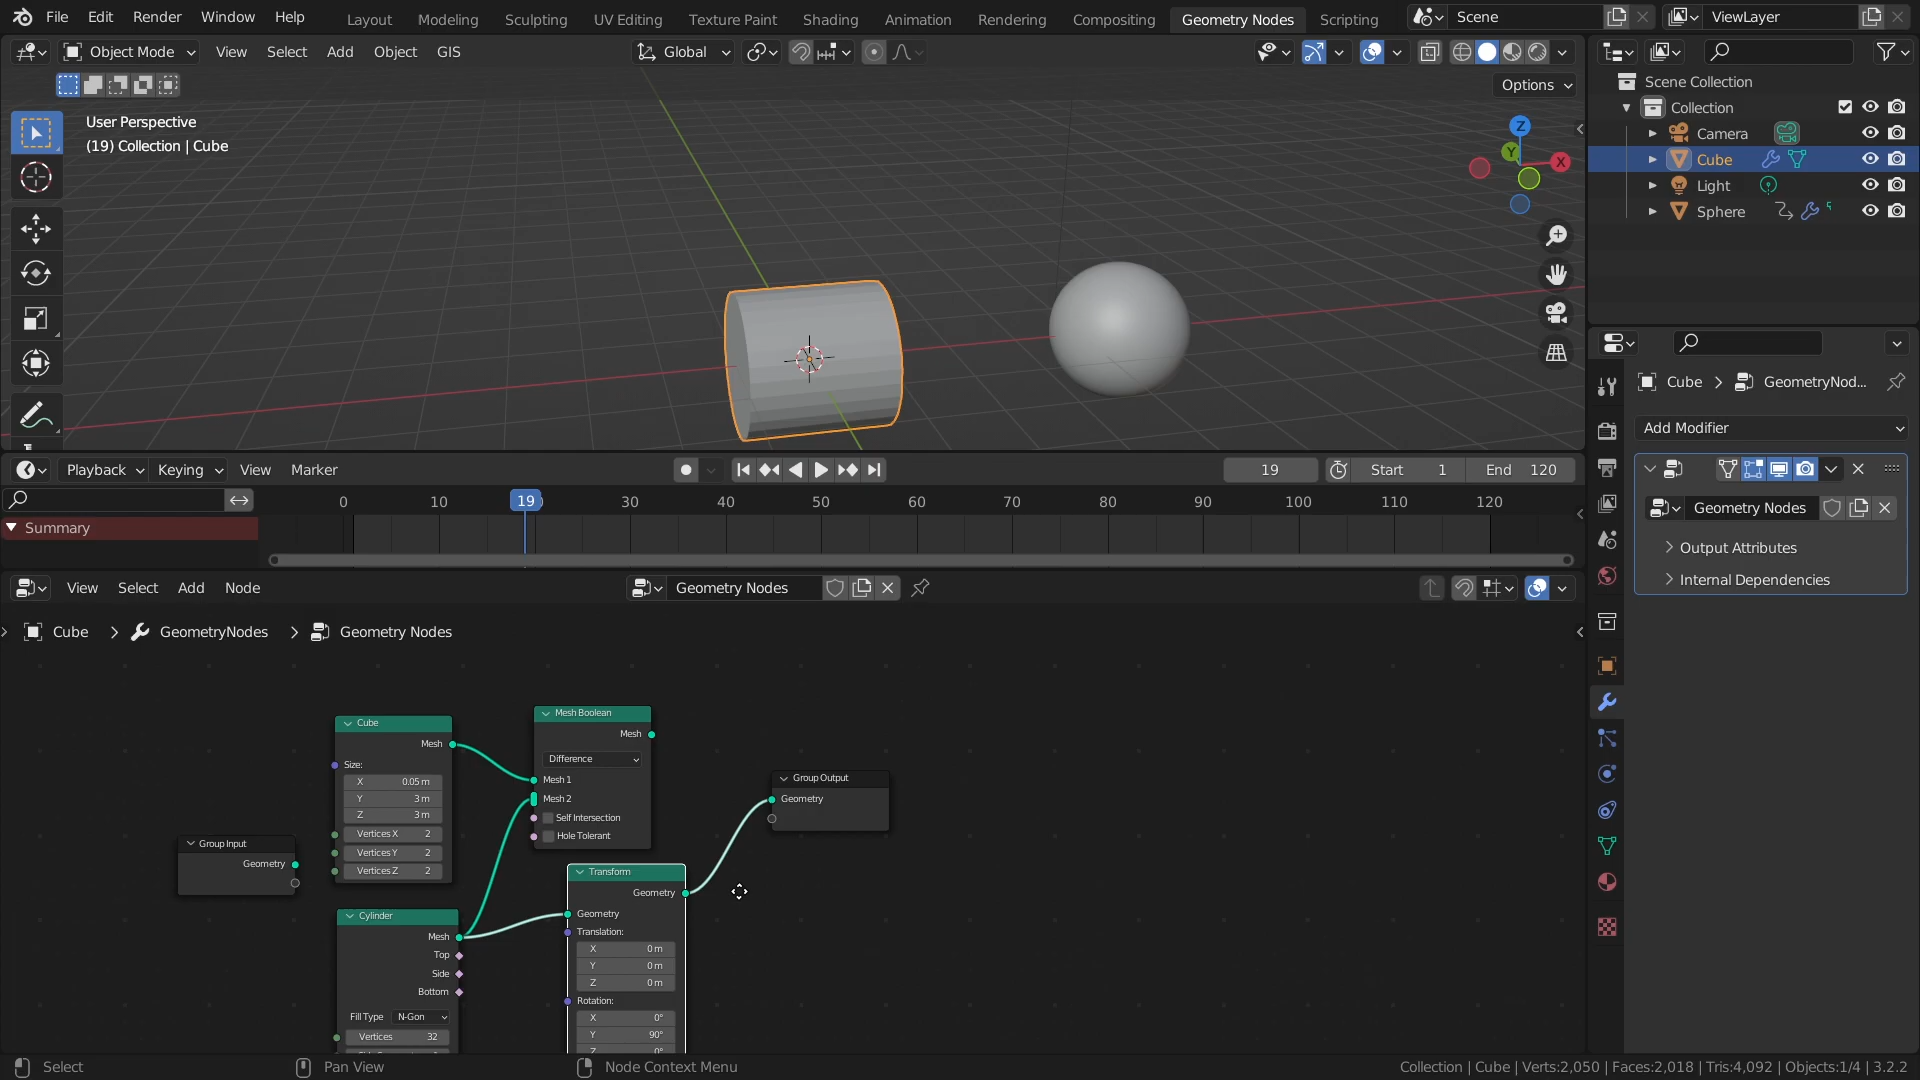 File Edit Render Window Help Layout Modeling Sculpting UV Editing Texture Paint Shading Animation Rendering Compositing Geometry Nodes Scripting Scene ViewLayer
Object Mode View Select Add Object GIS Global
Options
User Perspective
(19) Collection | Cube
Z
Y
X
Scene Collection
Collection
Camera
Cube
Light
Sphere
Cube > GeometryNod...
Add Modifier
Geometry Nodes
Output Attributes
Internal Dependencies
Playback Keying View Marker 19 Start 1 End 120
0 10 19 30 40 50 60 70 80 90 100 110 120
Summary
View Select Add Node Geometry Nodes
Cube > GeometryNodes > Geometry Nodes
Group Input
Geometry
Cube
Mesh
Size:
X 0.05 m
Y 3 m
Z 3 m
Vertices X 2
Vertices Y 2
Vertices Z 2
Cylinder
Mesh
Top
Side
Bottom
Fill Type N-Gon
Vertices 32
Mesh Boolean
Mesh
Difference
Mesh 1
Mesh 2
Self Intersection
Hole Tolerant
Transform
Geometry
Geometry
Translation:
X 0 m
Y 0 m
Z 0 m
Rotation:
X 0°
Y 90°
Z 0°
Group Output
Geometry
Select Pan View Node Context Menu Collection | Cube | Verts:2,050 | Faces:2,018 | Tris:4,092 | Objects:1/4 | 3.2.2